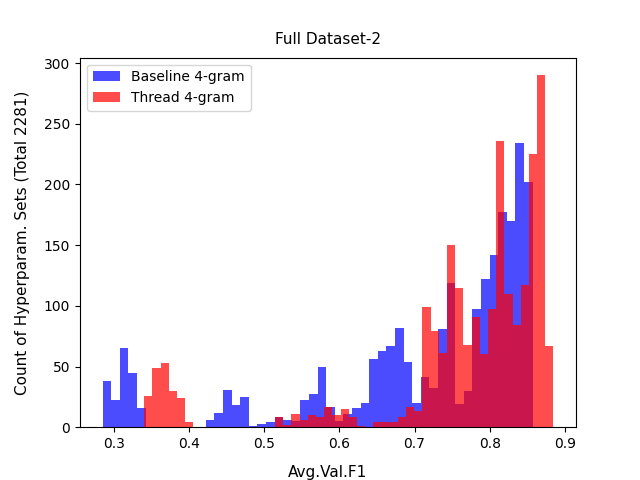 Full Dataset-2
Baseline 4-gram
Thread 4-gram
Count of Hyperparam. Sets (Total 2281)
300
250
200
150
100
50
0
0.3 0.4 0.5 0.6 0.7 0.8 0.9
Avg.Val.F1